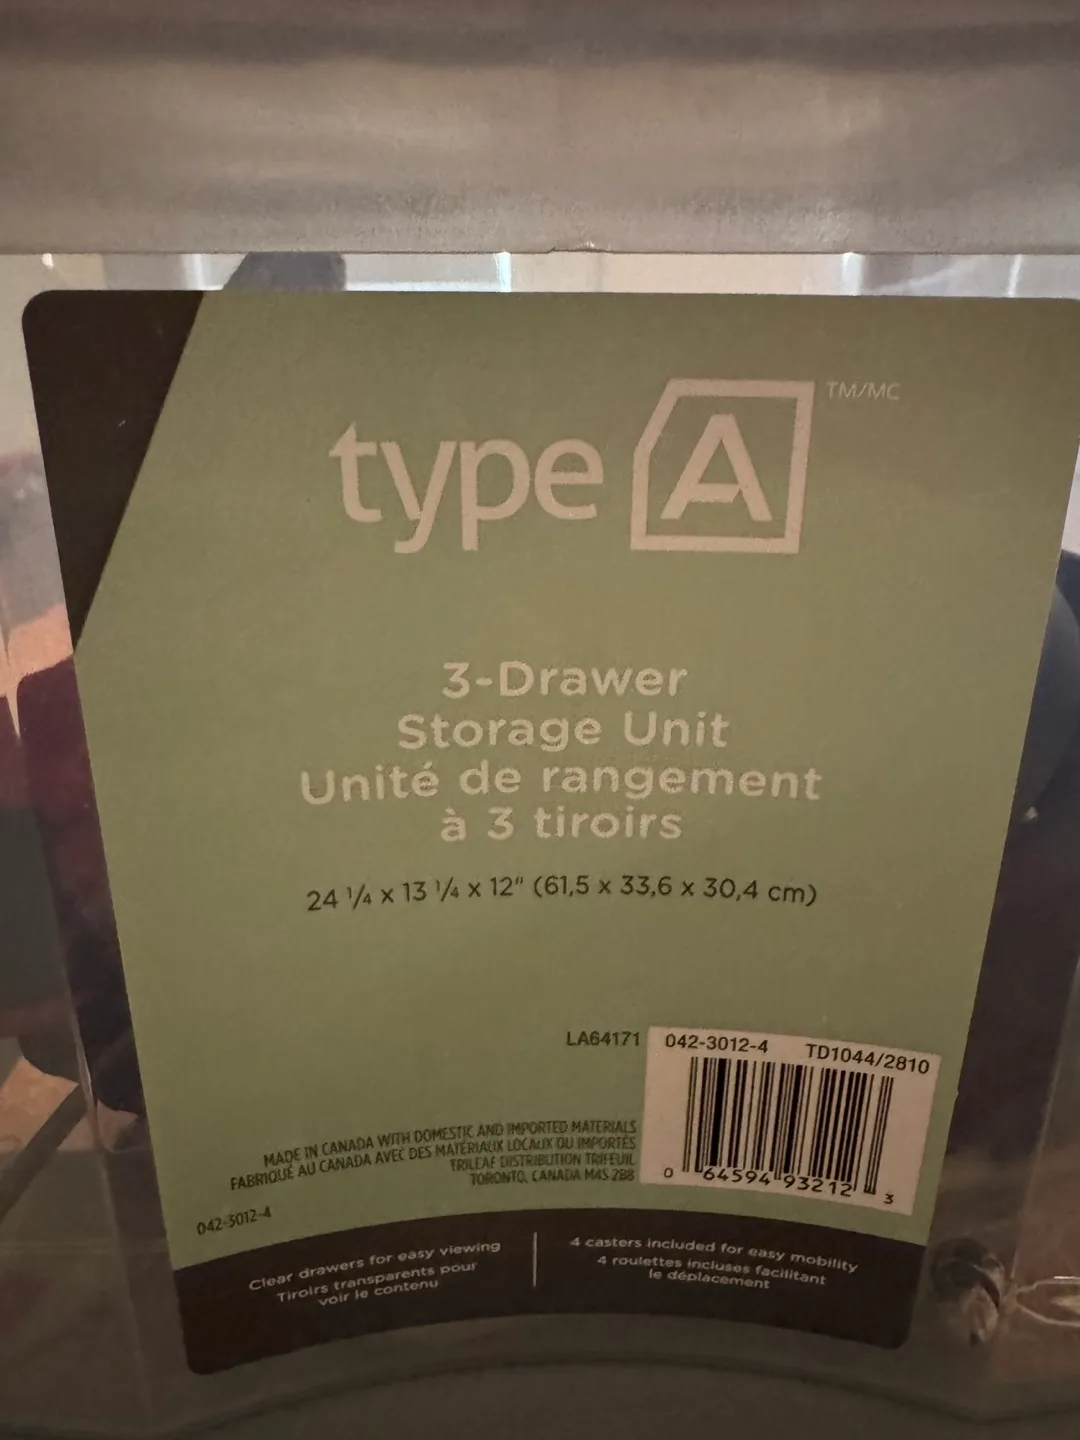 type A TM/MC
3-Drawer
Storage Unit
Unité de rangement
à 3 tiroirs
24 ¼ x 13 ¼ x 12" (61,5 x 33,6 x 30,4 cm)
LA64171
042-3012-4 TD1044/2810
0 64594 93212 3
MADE IN CANADA WITH DOMESTIC AND IMPORTED MATERIALS
FABRIQUÉ AU CANADA AVEC DES MATÉRIAUX LOCAUX OU IMPORTÉS
TRILEAF DISTRIBUTION TRIFEUIL
TORONTO, CANADA M4S 2B8
042-3012-4
Clear drawers for easy viewing
Tiroirs transparents pour
voir le contenu
4 casters included for easy mobility
4 roulettes incluses facilitant
le déplacement